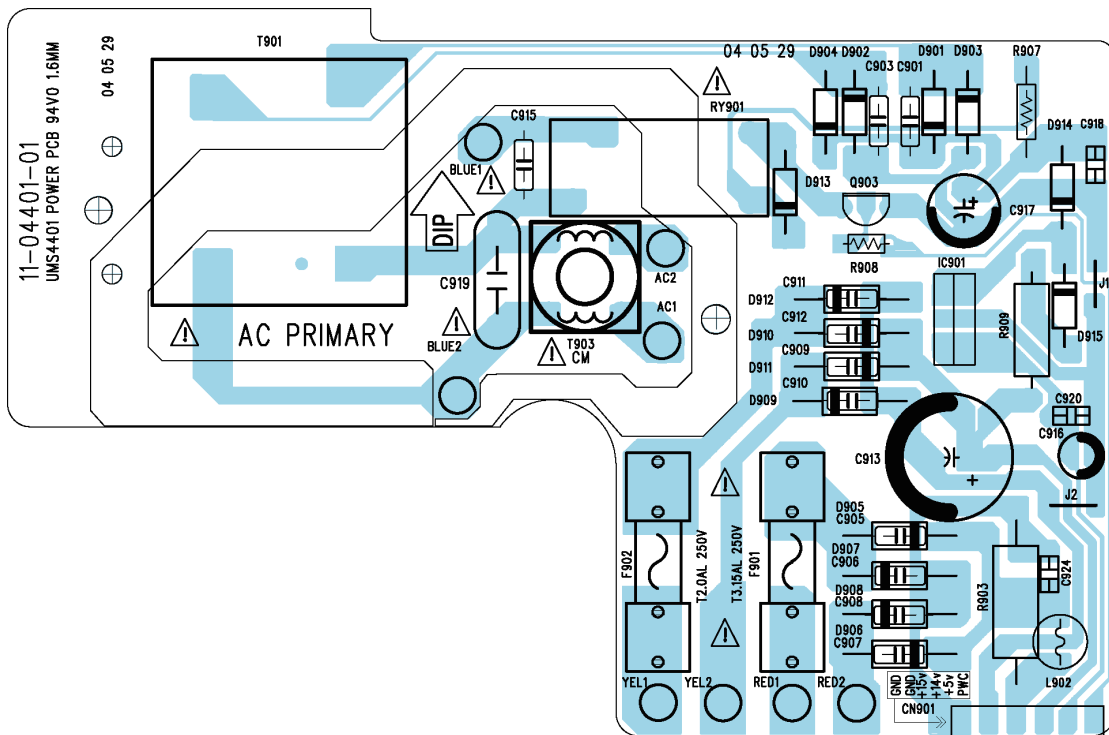 11-04401-01
UMS4401 POWER PCB 94V0 1.6MM
04 05 29
T901
04 05 29
D904
D902
C903
C901
D901
D903
R907
RY901
C915
BLUE1
DIP
C919
BLUE2
AC PRIMARY
T903
CM
AC2
AC1
D913
Q903
R908
C917
D914
C918
IC901
J1
R909
D915
C911
D912
C912
D910
C909
D911
C910
D909
C920
C916
C913
J2
F902
T2.0AL 250V
T3.15AL 250V
F901
D905
C905
D907
C906
D908
C908
D906
C907
R903
C924
L902
YEL1
YEL2
RED1
RED2
GND
GND
+15v
+14v
+5v
PWC
CN901